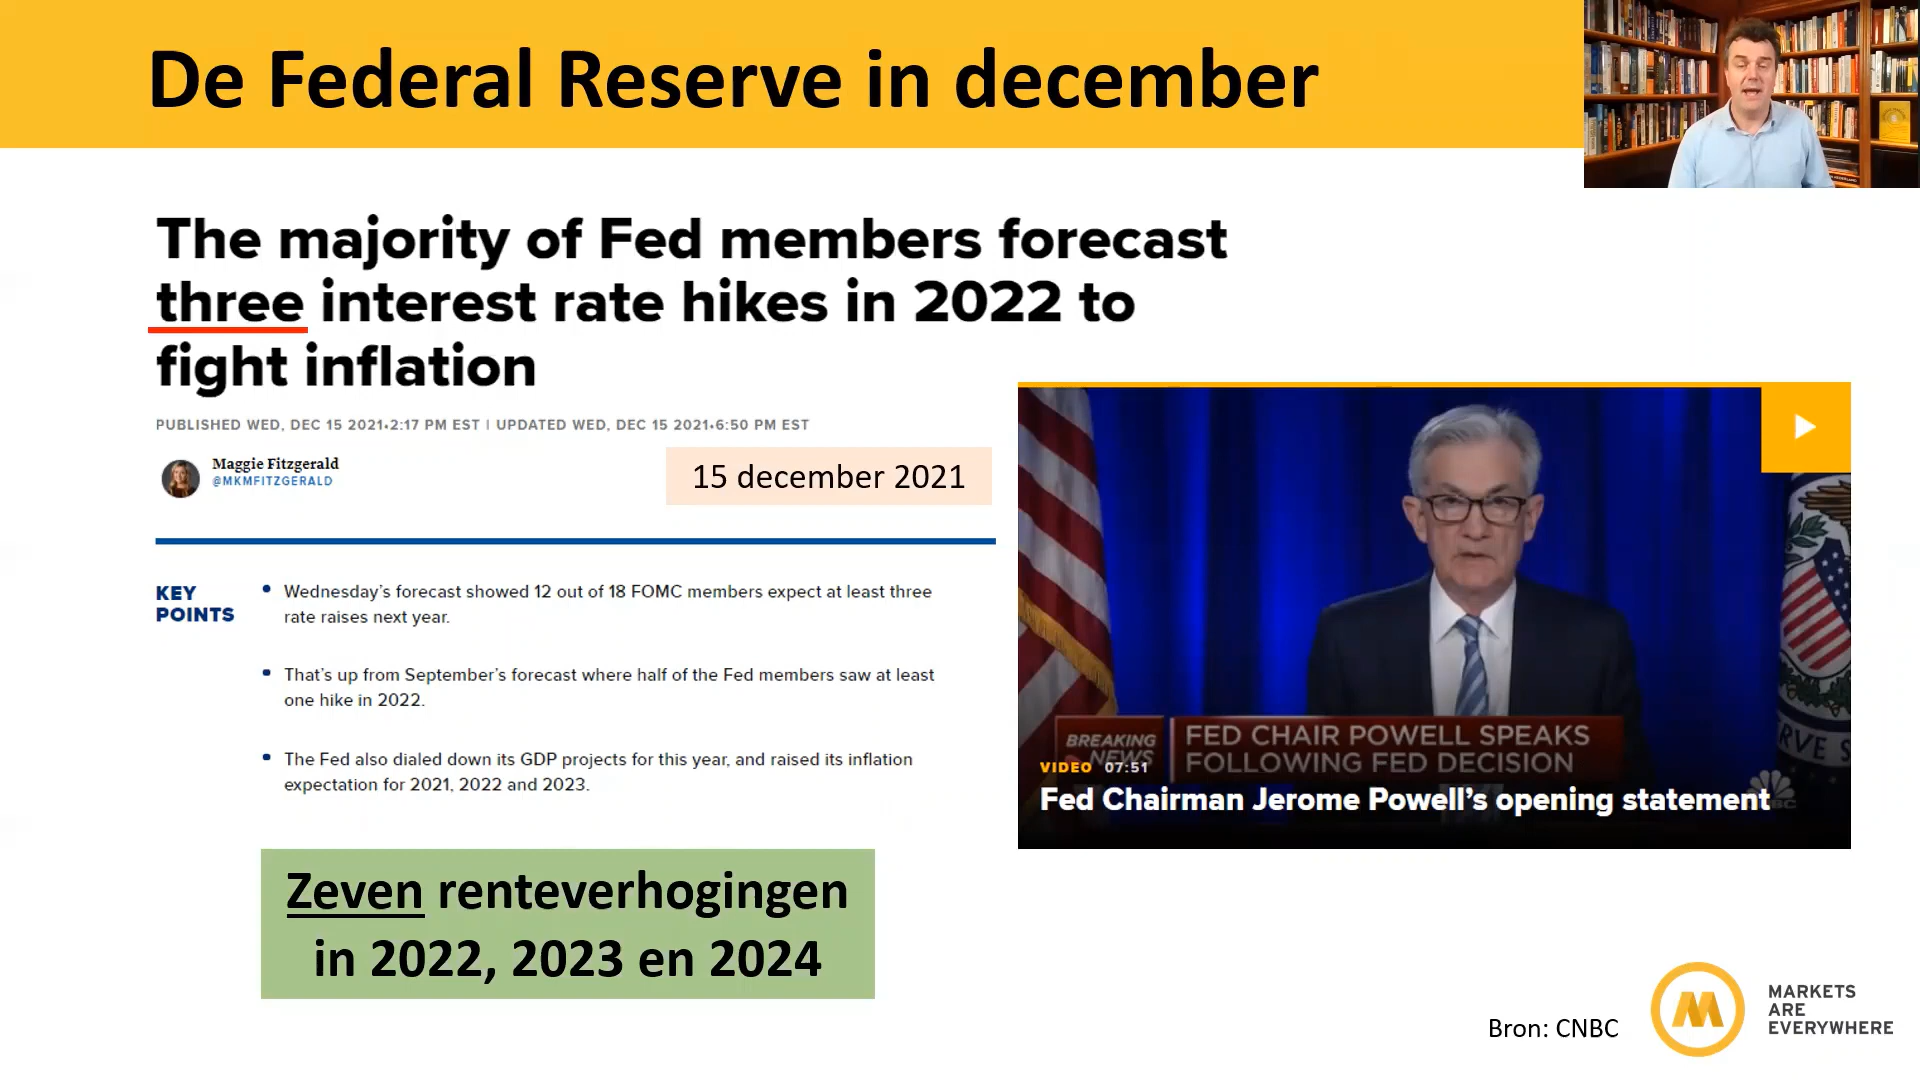 De Federal Reserve in december
The majority of Fed members forecast
three interest rate hikes in 2022 to
fight inflation
PUBLISHED WED, DEC 15 2021•2:17 PM EST | UPDATED WED, DEC 15 2021•6:50 PM EST
Maggie Fitzgerald
@MKMFITZGERALD
15 december 2021
KEY
POINTS
• Wednesday's forecast showed 12 out of 18 FOMC members expect at least three
rate raises next year.
• That's up from September's forecast where half of the Fed members saw at least
one hike in 2022.
• The Fed also dialed down its GDP projects for this year, and raised its inflation
expectation for 2021, 2022 and 2023.
BREAKING
NEWS
FED CHAIR POWELL SPEAKS
FOLLOWING FED DECISION
VIDEO 07:51
Fed Chairman Jerome Powell's opening statement
Zeven renteverhogingen
in 2022, 2023 en 2024
Bron: CNBC
MARKETS
ARE
EVERYWHERE